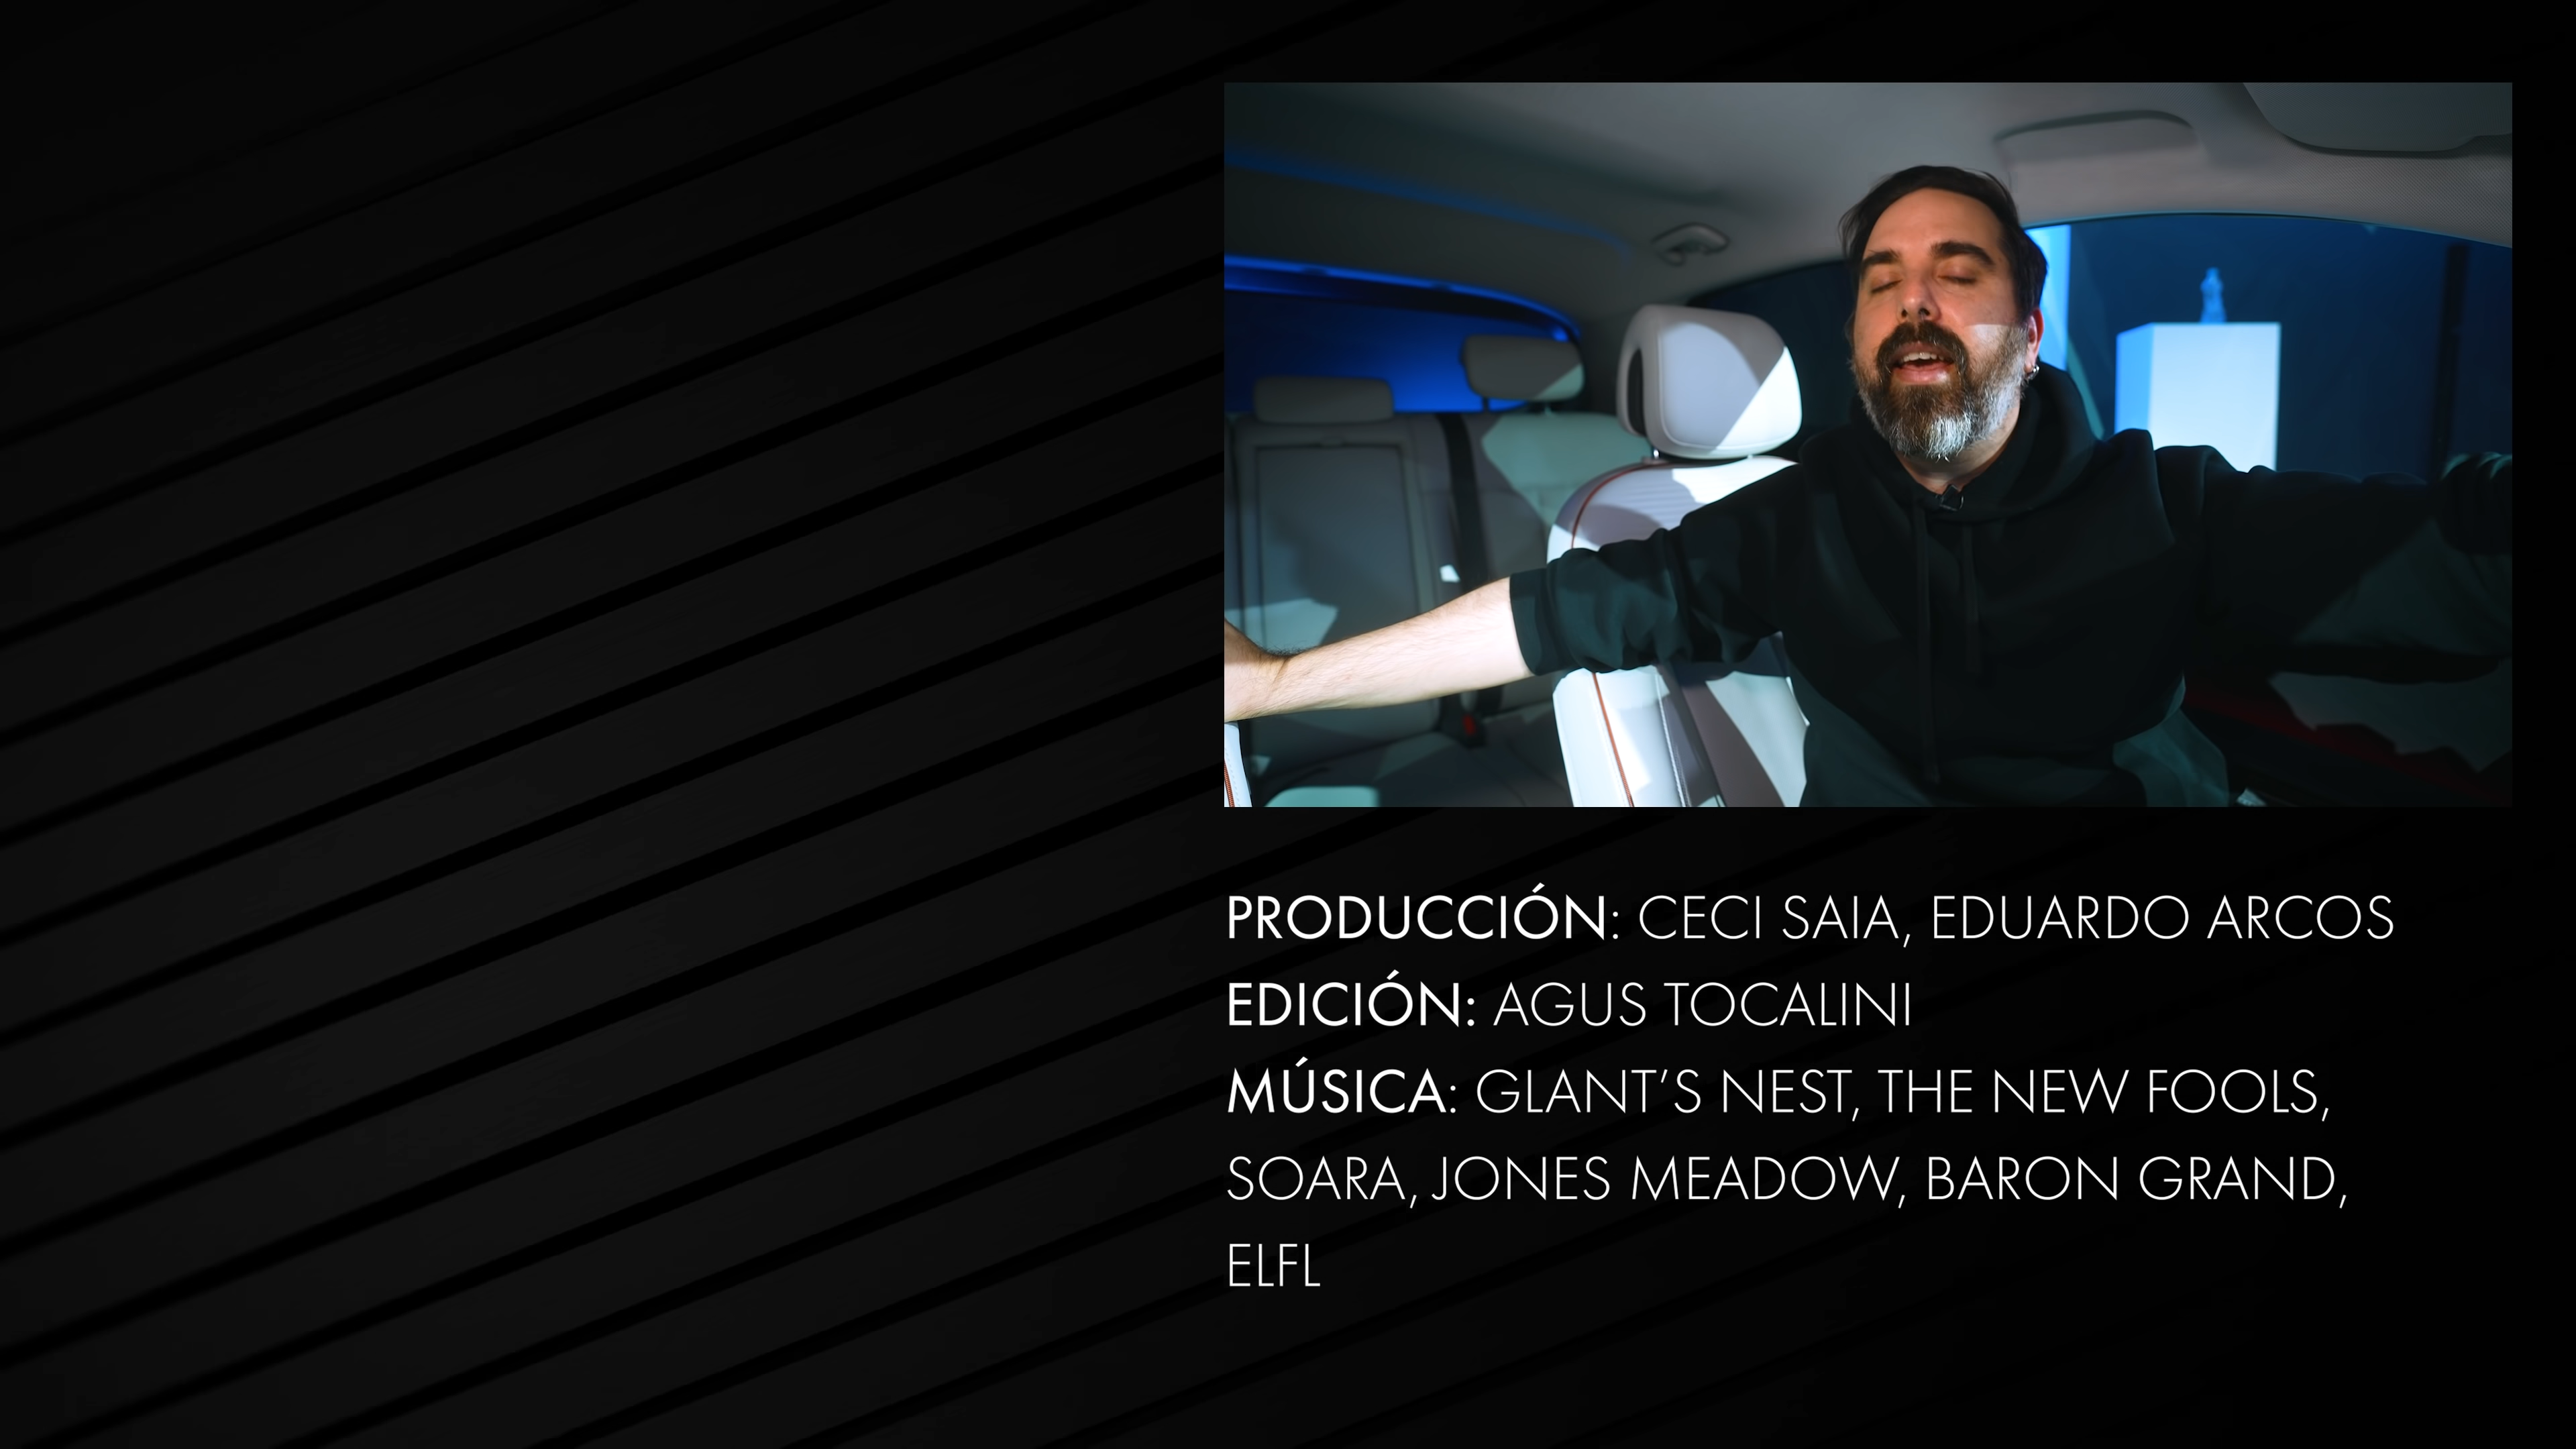 PRODUCCIÓN: CECI SAIA, EDUARDO ARCOS
EDICIÓN: AGUS TOCALINI
MÚSICA: GLANT’S NEST, THE NEW FOOLS,
SOARA, JONES MEADOW, BARON GRAND,
ELFL